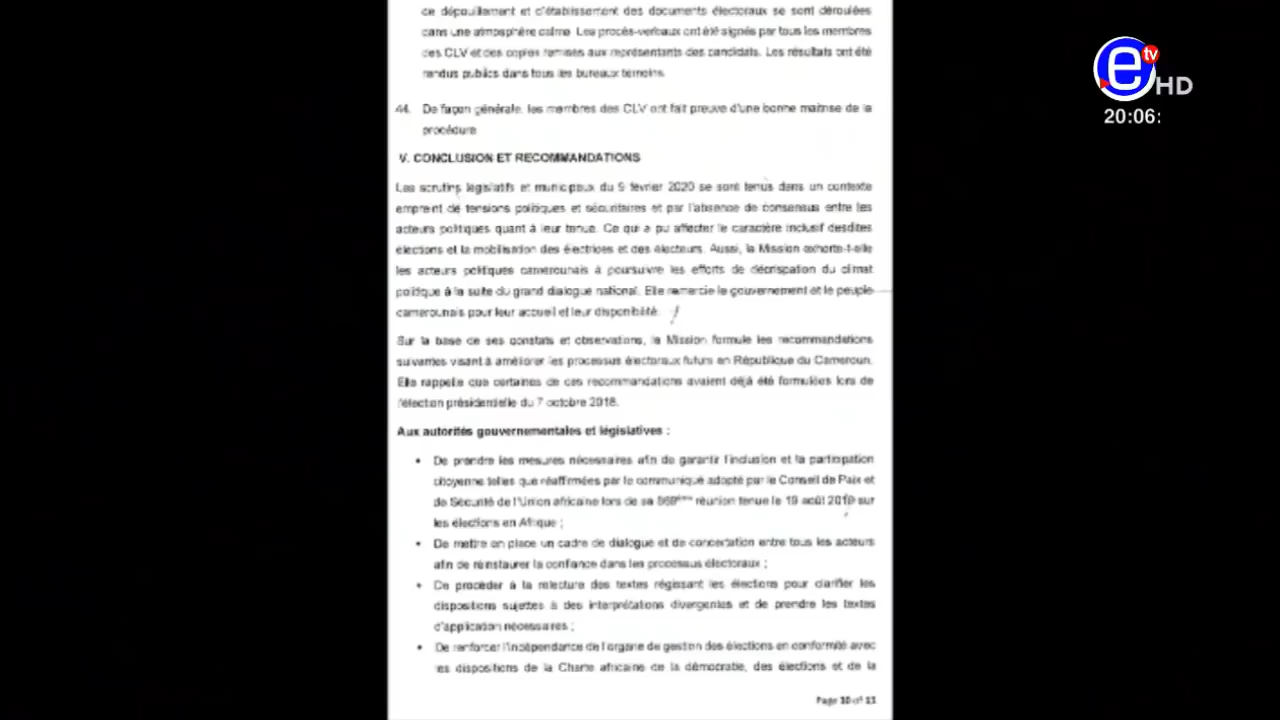 de dépouillement et d'établissement des documents électoraux se sont déroulées
dans une atmosphère calme. Les procès-verbaux ont été signés par tous les membres
des CLV et des copies remises aux représentants des candidats. Les résultats ont été
rendus publics dans tous les bureaux témoins.
44. De façon générale, les membres des CLV ont fait preuve d'une bonne maitrise de la
procédure
V. CONCLUSION ET RECOMMANDATIONS
Les scrutins législatifs et municipaux du 9 février 2020 se sont tenus dans un contexte
empreint de tensions politiques et sécuritaires et par l'absence de consensus entre les
acteurs politiques quant à leur tenue. Ce qui a pu affecter le caractère inclusif desdites
élections et la mobilisation des électrices et des électeurs. Aussi, la Mission exhorte-t-elle
les acteurs politiques camerounais à poursuivre les efforts de décrispation du climat
politique à la suite du grand dialogue national. Elle remercie le gouvernement et le peuple
camerounais pour leur accueil et leur disponibilité.
Sur la base de ses constats et observations, la Mission formule les recommandations
suivantes visant à améliorer les processus électoraux futurs en République du Cameroun.
Elle rappelle que certaines de ces recommandations avaient déjà été formulées lors de
l'élection présidentielle du 7 octobre 2018.
Aux autorités gouvernementales et législatives :
• De prendre les mesures nécessaires afin de garantir l'inclusion et la participation
citoyenne telles que réaffirmées par le communiqué adopté par le Conseil de Paix et
de Sécurité de l'Union africaine lors de sa réunion tenue le 19 août 2019 sur
les élections en Afrique ;
• De mettre en place un cadre de dialogue et de concertation entre tous les acteurs
afin de réinstaurer la confiance dans les processus électoraux ;
• De procéder à la relecture des textes régissant les élections pour clarifier les
dispositions sujettes à des interprétations divergentes et de prendre les textes
d'application nécessaires ;
• De renforcer l'indépendance de l'organe de gestion des élections en conformité avec
les dispositions de la Charte africaine de la démocratie, des élections et de la
Page 10 of 11
e tv HD
20:06: